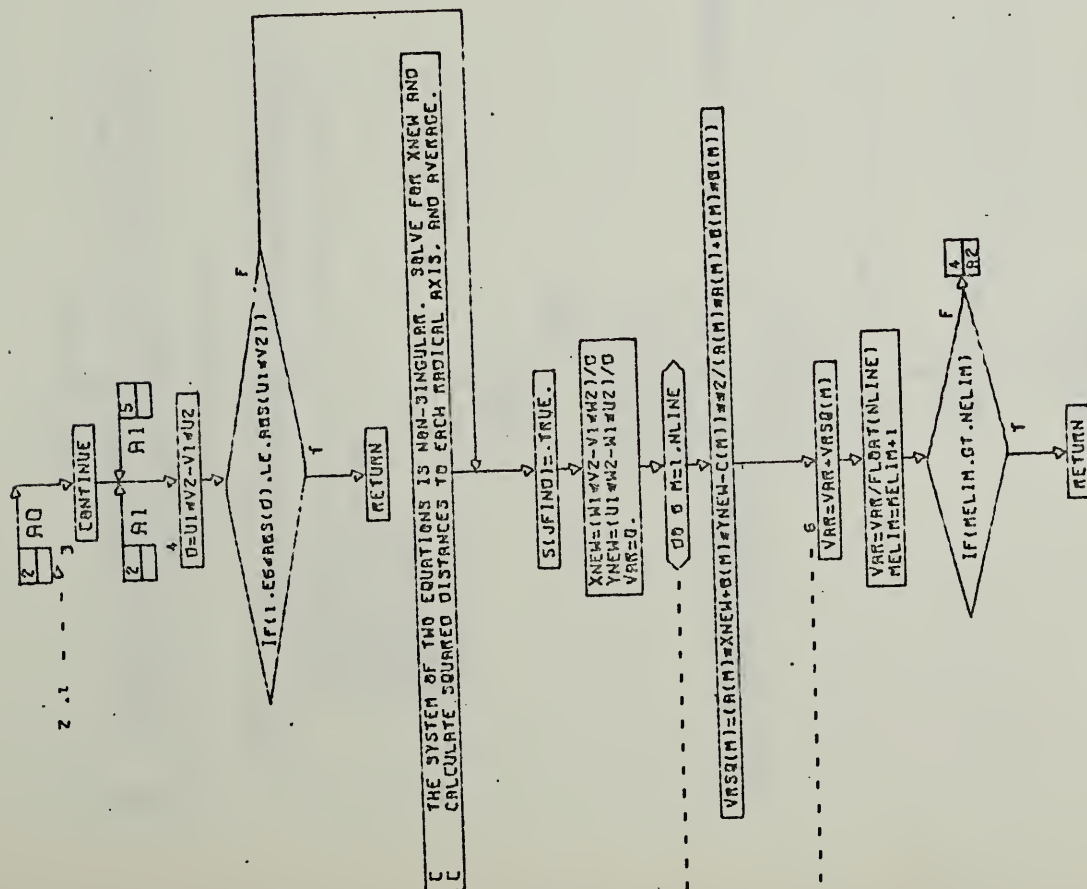 2 A0
2 .2 3
CONTINUE
2 A1 A1 5
4
D=U1*V2-V1*U2
IF(1.E6*ABS(D).LE.ABS(U1*V2)) F
T
RETURN
C THE SYSTEM OF TWO EQUATIONS IS NON-SINGULAR. SOLVE FOR XNEW AND
C CALCULATE SQUARED DISTANCES TO EACH RADICAL AXIS, AND AVERAGE.
S(JFIND)=.TRUE.
XNEW=(W1*V2-V1*W2)/D
YNEW=(U1*W2-W1*U2)/D
VAR=0.
DO 6 M=1,NLINE
VRSQ(M)=(A(M)*XNEW+B(M)*YNEW-C(M))**2/(A(M)*A(M)+B(M)*B(M))
6
VAR=VAR+VRSQ(M)
VAR=VAR/FLOAT(NLINE)
MELIM=MELIM+1
IF(MELIM.GT.NELIM) F 4
A2
T
RETURN